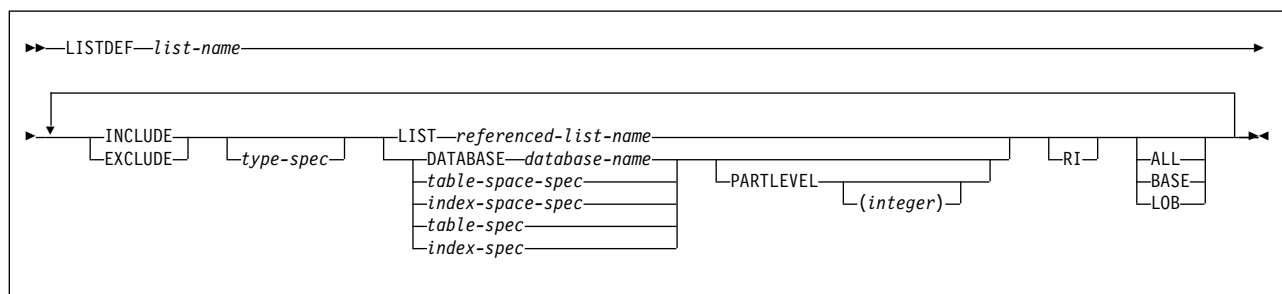 LISTDEF list-name
INCLUDE LIST referenced-list-name
EXCLUDE type-spec DATABASE database-name RI ALL
table-space-spec PARTLEVEL BASE
index-space-spec (integer) LOB
table-spec
index-spec